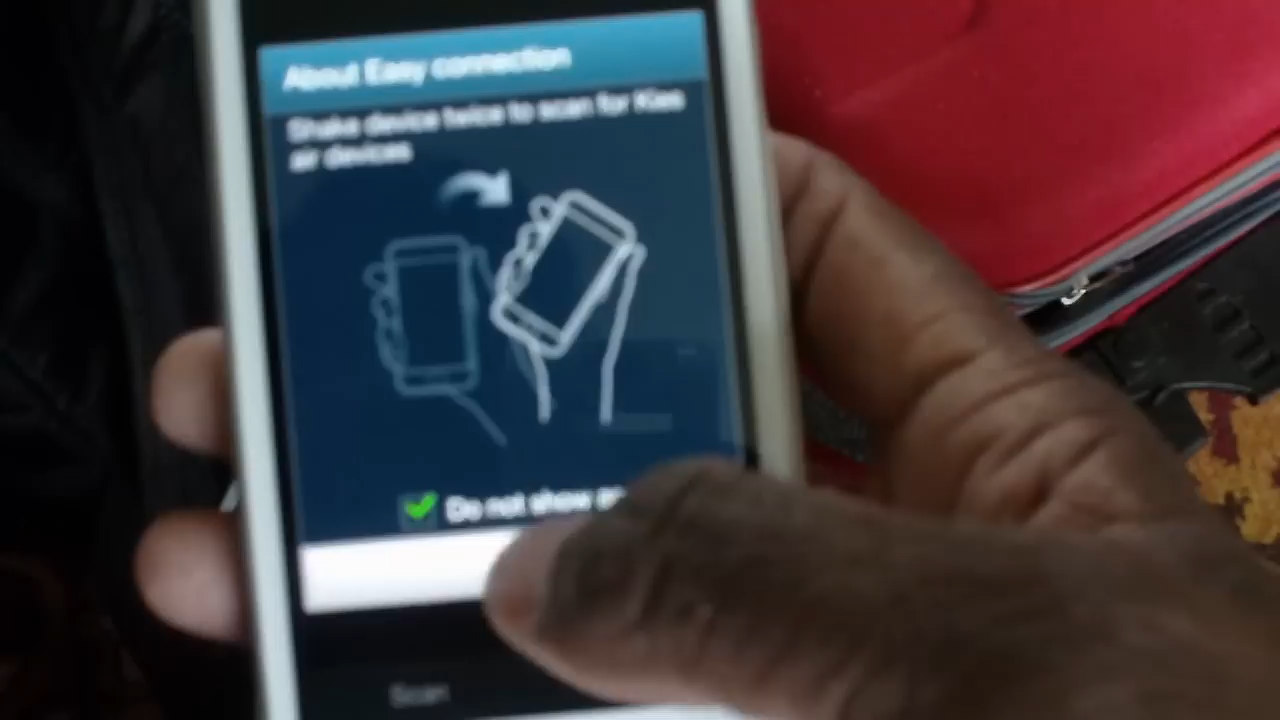 About Easy connection
Shake device twice to scan for Kies
air devices
Do not show
Scan